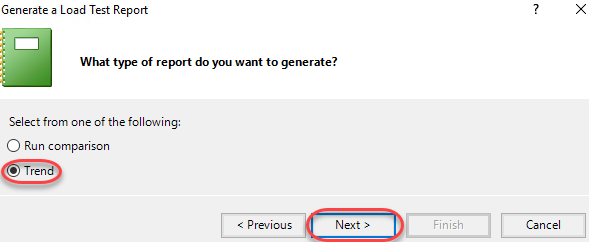 Generate a Load Test Report
?
What type of report do you want to generate?
Select from one of the following:
Run comparison
Trend
< Previous
Next >
Finish
Cancel